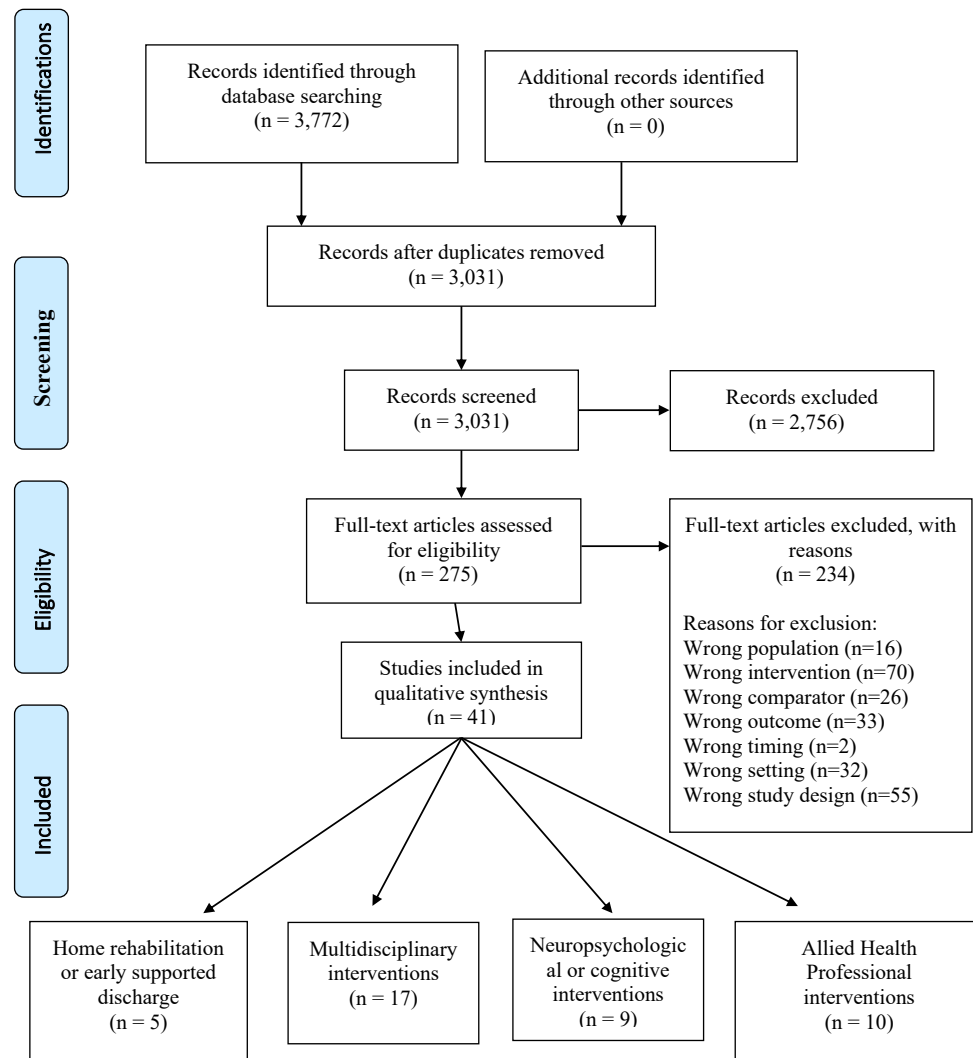 Identifications
Records identified through
database searching
(n = 3,772)
Additional records identified
through other sources
(n = 0)
Records after duplicates removed
(n = 3,031)
Screening
Records screened
(n = 3,031)
Records excluded
(n = 2,756)
Eligibility
Full-text articles assessed
for eligibility
(n = 275)
Full-text articles excluded, with
reasons
(n = 234)
Reasons for exclusion:
Wrong population (n=16)
Wrong intervention (n=70)
Wrong comparator (n=26)
Wrong outcome (n=33)
Wrong timing (n=2)
Wrong setting (n=32)
Wrong study design (n=55)
Studies included in
qualitative synthesis
(n = 41)
Included
Home rehabilitation
or early supported
discharge
(n = 5)
Multidisciplinary
interventions
(n = 17)
Neuropsychologic
al or cognitive
interventions
(n = 9)
Allied Health
Professional
interventions
(n = 10)